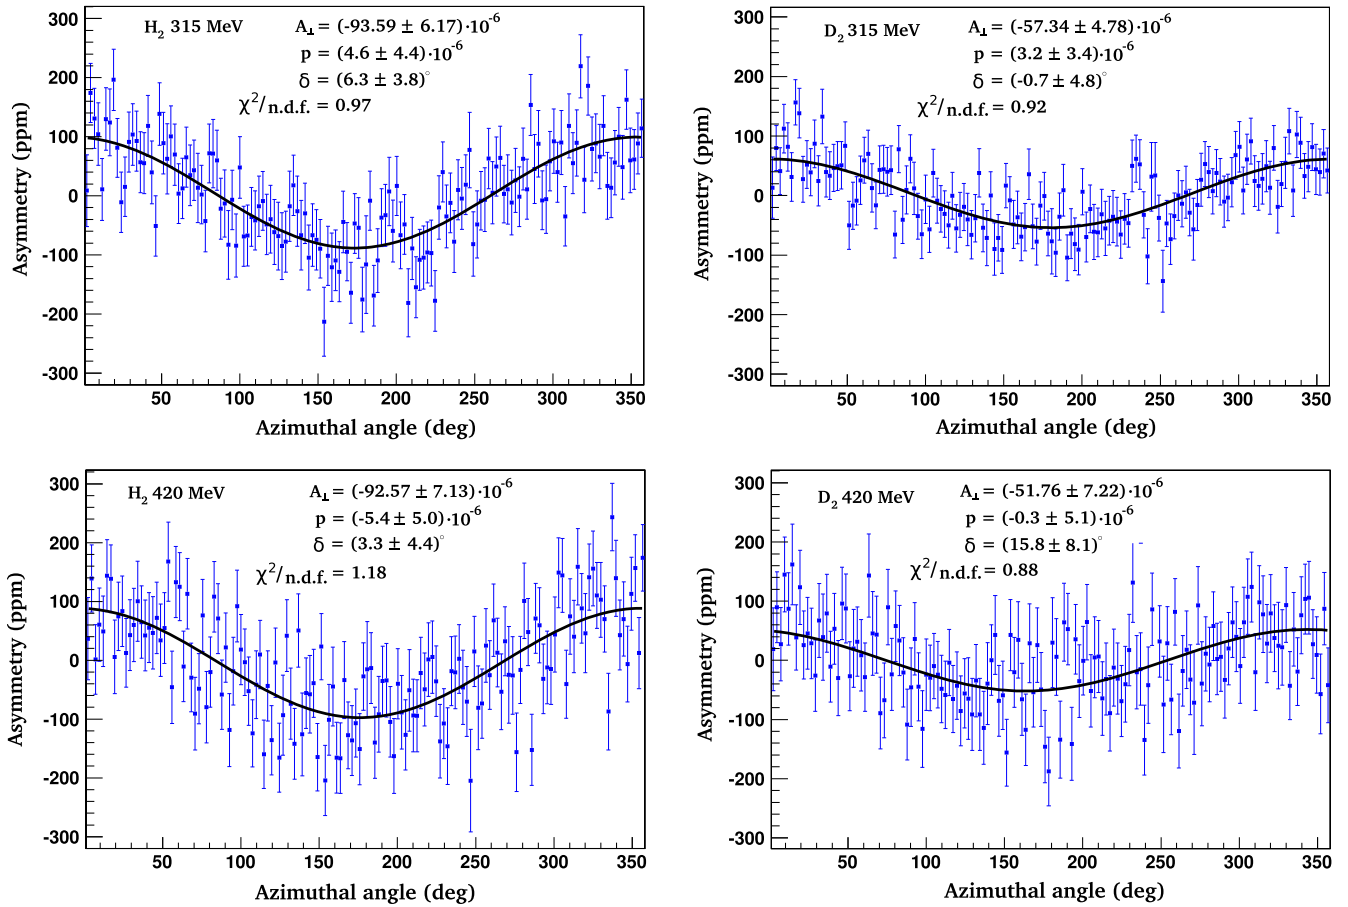 H₂ 315 MeV
A⊥ = (-93.59 ± 6.17)·10⁻⁶
p = (4.6 ± 4.4)·10⁻⁶
δ = (6.3 ± 3.8)°
χ²/n.d.f. = 0.97
300
200
100
0
-100
-200
-300
Asymmetry (ppm)
50 100 150 200 250 300 350
Azimuthal angle (deg)
D₂ 315 MeV
A⊥ = (-57.34 ± 4.78)·10⁻⁶
p = (3.2 ± 3.4)·10⁻⁶
δ = (-0.7 ± 4.8)°
χ²/n.d.f. = 0.92
300
200
100
0
-100
-200
-300
Asymmetry (ppm)
50 100 150 200 250 300 350
Azimuthal angle (deg)
H₂ 420 MeV
A⊥ = (-92.57 ± 7.13)·10⁻⁶
p = (-5.4 ± 5.0)·10⁻⁶
δ = (3.3 ± 4.4)°
χ²/n.d.f. = 1.18
300
200
100
0
-100
-200
-300
Asymmetry (ppm)
50 100 150 200 250 300 350
Azimuthal angle (deg)
D₂ 420 MeV
A⊥ = (-51.76 ± 7.22)·10⁻⁶
p = (-0.3 ± 5.1)·10⁻⁶
δ = (15.8 ± 8.1)°
χ²/n.d.f. = 0.88
300
200
100
0
-100
-200
-300
Asymmetry (ppm)
50 100 150 200 250 300 350
Azimuthal angle (deg)